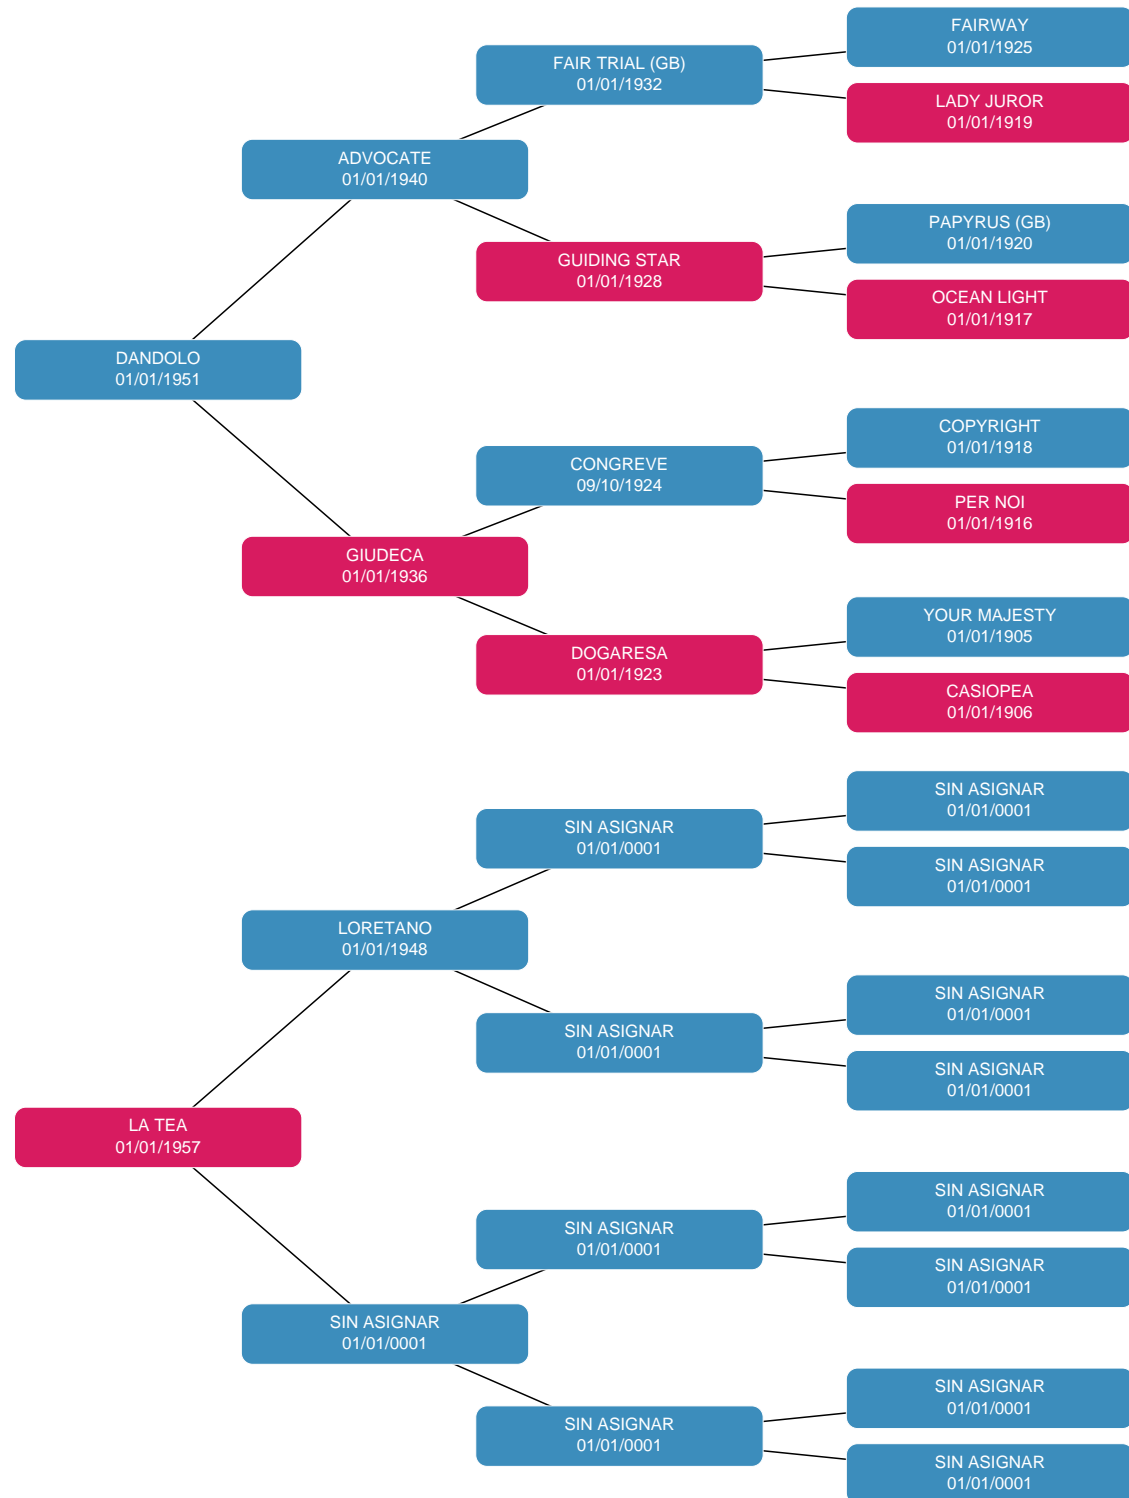 FAIRWAY
01/01/1925
FAIR TRIAL (GB)
01/01/1932
LADY JUROR
01/01/1919
ADVOCATE
01/01/1940
PAPYRUS (GB)
01/01/1920
GUIDING STAR
01/01/1928
OCEAN LIGHT
01/01/1917
DANDOLO
01/01/1951
COPYRIGHT
01/01/1918
CONGREVE
09/10/1924
PER NOI
01/01/1916
GIUDECA
01/01/1936
YOUR MAJESTY
01/01/1905
DOGARESA
01/01/1923
CASIOPEA
01/01/1906
SIN ASIGNAR
01/01/0001
SIN ASIGNAR
01/01/0001
SIN ASIGNAR
01/01/0001
LORETANO
01/01/1948
SIN ASIGNAR
01/01/0001
SIN ASIGNAR
01/01/0001
SIN ASIGNAR
01/01/0001
LA TEA
01/01/1957
SIN ASIGNAR
01/01/0001
SIN ASIGNAR
01/01/0001
SIN ASIGNAR
01/01/0001
SIN ASIGNAR
01/01/0001
SIN ASIGNAR
01/01/0001
SIN ASIGNAR
01/01/0001
SIN ASIGNAR
01/01/0001